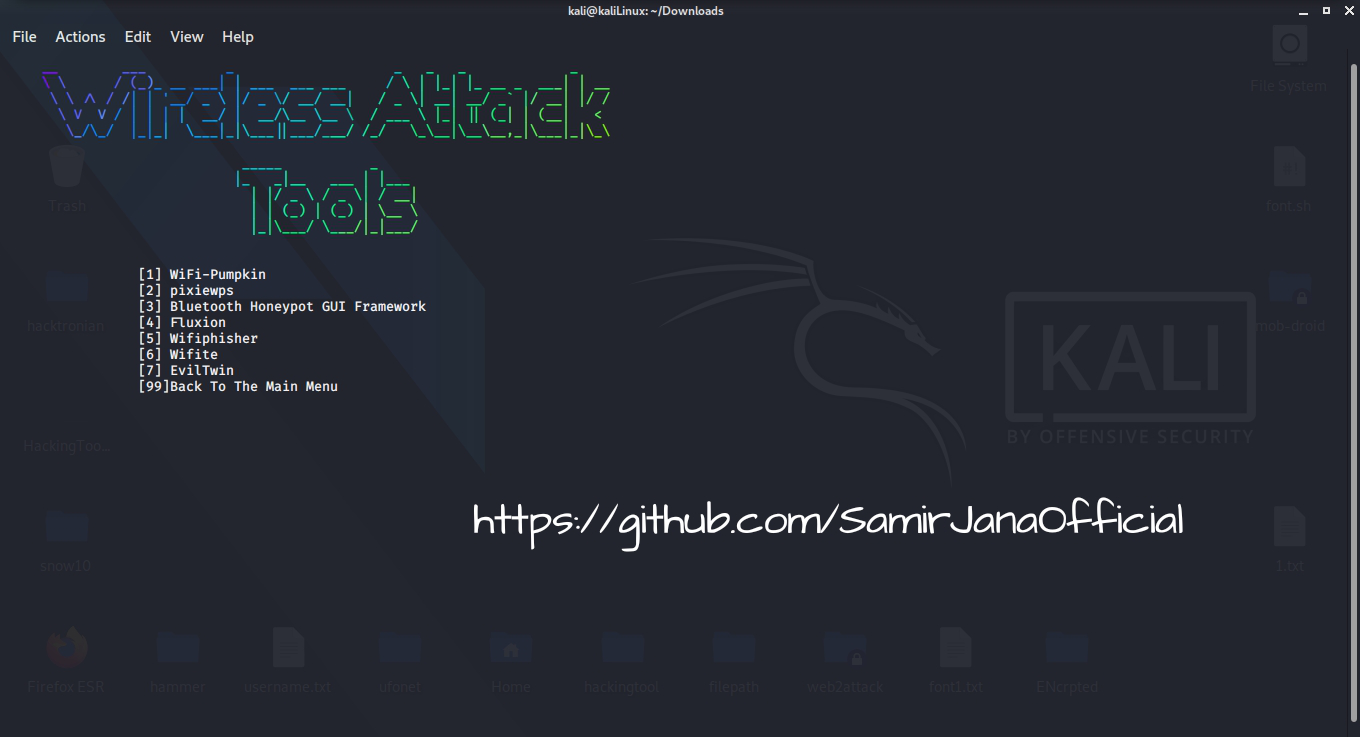 kali@kaliLinux: ~/Downloads
File Actions Edit View Help
Wireless Attack
Tools
File System
Trash
font.sh
[1] WiFi-Pumpkin
[2] pixiewps
[3] Bluetooth Honeypot GUI Framework
[4] Fluxion
[5] Wifiphisher
[6] Wifite
[7] EvilTwin
[99]Back To The Main Menu
hacktronian
mob-droid
KALI
BY OFFENSIVE SECURITY
HackingToo...
https://github.com/SamirJanaOfficial
snow10
1.txt
Firefox ESR hammer username.txt ufonet Home hackingtool filepath web2attack font1.txt ENcrpted